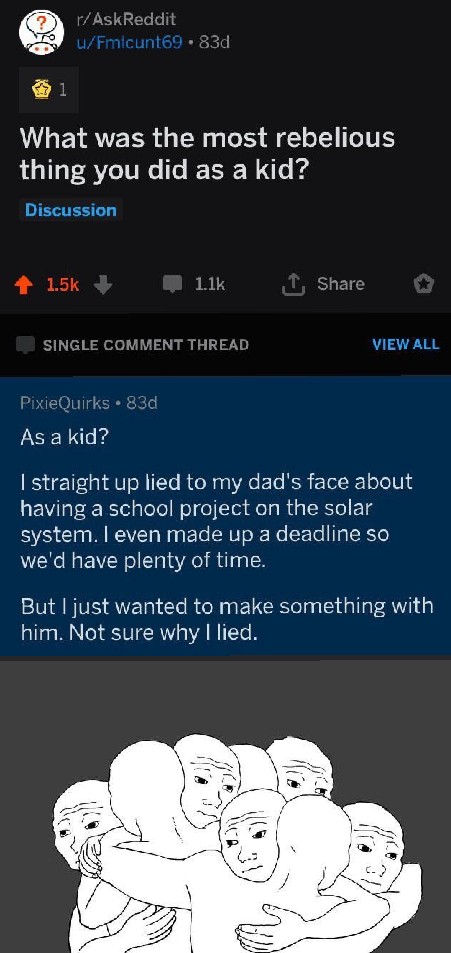 r/AskReddit
u/Fmlcunt69 • 83d
1
What was the most rebelious
thing you did as a kid?
Discussion
1.5k
1.1k
Share
SINGLE COMMENT THREAD
VIEW ALL
PixieQuirks • 83d
As a kid?
I straight up lied to my dad's face about
having a school project on the solar
system. I even made up a deadline so
we'd have plenty of time.
But I just wanted to make something with
him. Not sure why I lied.